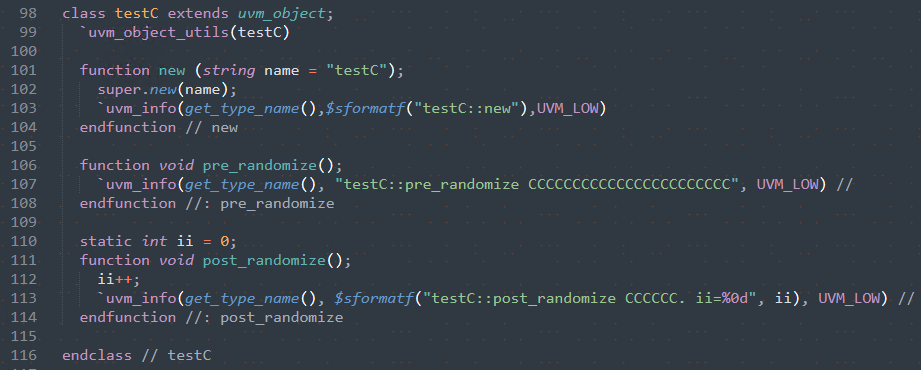 98 class testC extends uvm_object;
99 `uvm_object_utils(testC)
100
101 function new (string name = "testC");
102 super.new(name);
103 `uvm_info(get_type_name(),$sformatf("testC::new"),UVM_LOW)
104 endfunction // new
105
106 function void pre_randomize();
107 `uvm_info(get_type_name(), "testC::pre_randomize CCCCCCCCCCCCCCCCCCCCCCC", UVM_LOW) //
108 endfunction //: pre_randomize
109
110 static int ii = 0;
111 function void post_randomize();
112 ii++;
113 `uvm_info(get_type_name(), $sformatf("testC::post_randomize CCCCCC. ii=%0d", ii), UVM_LOW) //
114 endfunction //: post_randomize
115
116 endclass // testC